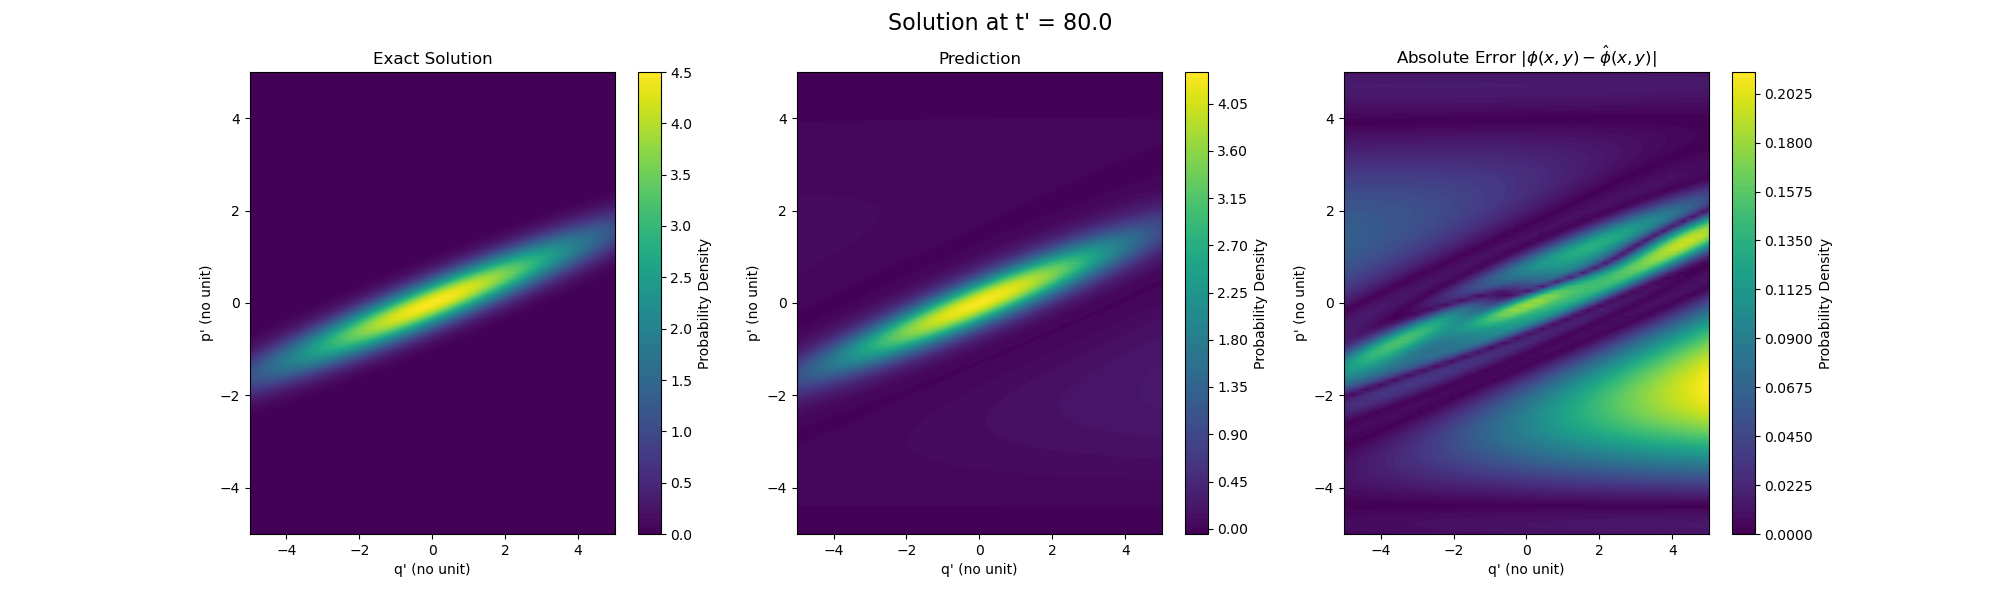 Solution at t' = 80.0
Exact Solution
4
2
0
−2
−4
−4 −2 0 2 4
p' (no unit)
q' (no unit)
4.5
4.0
3.5
3.0
2.5
2.0
1.5
1.0
0.5
0.0
Probability Density
Prediction
4
2
0
−2
−4
−4 −2 0 2 4
p' (no unit)
q' (no unit)
4.05
3.60
3.15
2.70
2.25
1.80
1.35
0.90
0.45
0.00
Probability Density
Absolute Error |ϕ(x, y) − ϕ̂(x, y)|
4
2
0
−2
−4
−4 −2 0 2 4
p' (no unit)
q' (no unit)
0.2025
0.1800
0.1575
0.1350
0.1125
0.0900
0.0675
0.0450
0.0225
0.0000
Probability Density